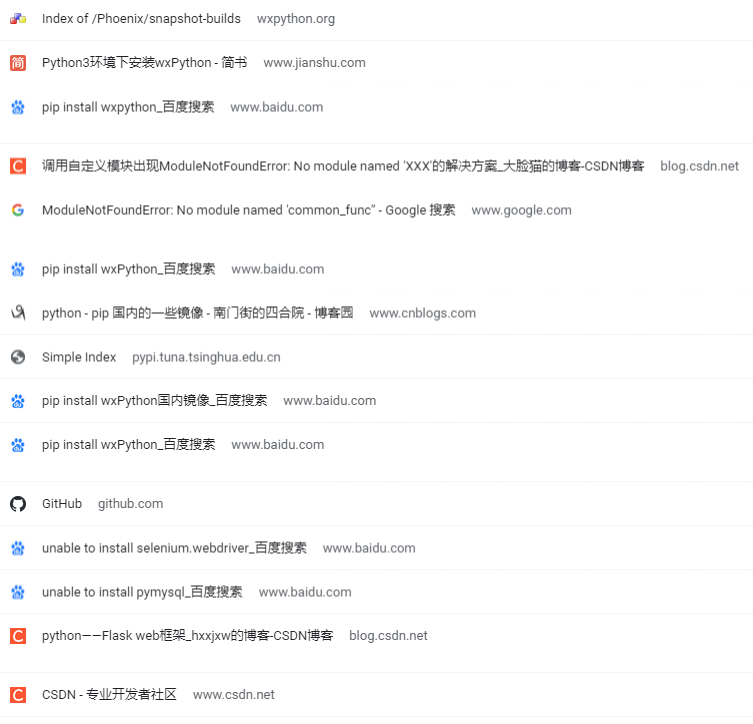 Index of /Phoenix/snapshot-builds wxpython.org
简 Python3环境下安装wxPython - 简书 www.jianshu.com
pip install wxpython_百度搜索 www.baidu.com
C 调用自定义模块出现ModuleNotFoundError: No module named 'XXX'的解决方案_大脸猫的博客-CSDN博客 blog.csdn.net
G ModuleNotFoundError: No module named 'common_func'' - Google 搜索 www.google.com
pip install wxPython_百度搜索 www.baidu.com
python - pip 国内的一些镜像 - 南门街的四合院 - 博客园 www.cnblogs.com
Simple Index pypi.tuna.tsinghua.edu.cn
pip install wxPython国内镜像_百度搜索 www.baidu.com
pip install wxPython_百度搜索 www.baidu.com
GitHub github.com
unable to install selenium.webdriver_百度搜索 www.baidu.com
unable to install pymysql_百度搜索 www.baidu.com
C python——Flask web框架_hxxjxw的博客-CSDN博客 blog.csdn.net
C CSDN - 专业开发者社区 www.csdn.net